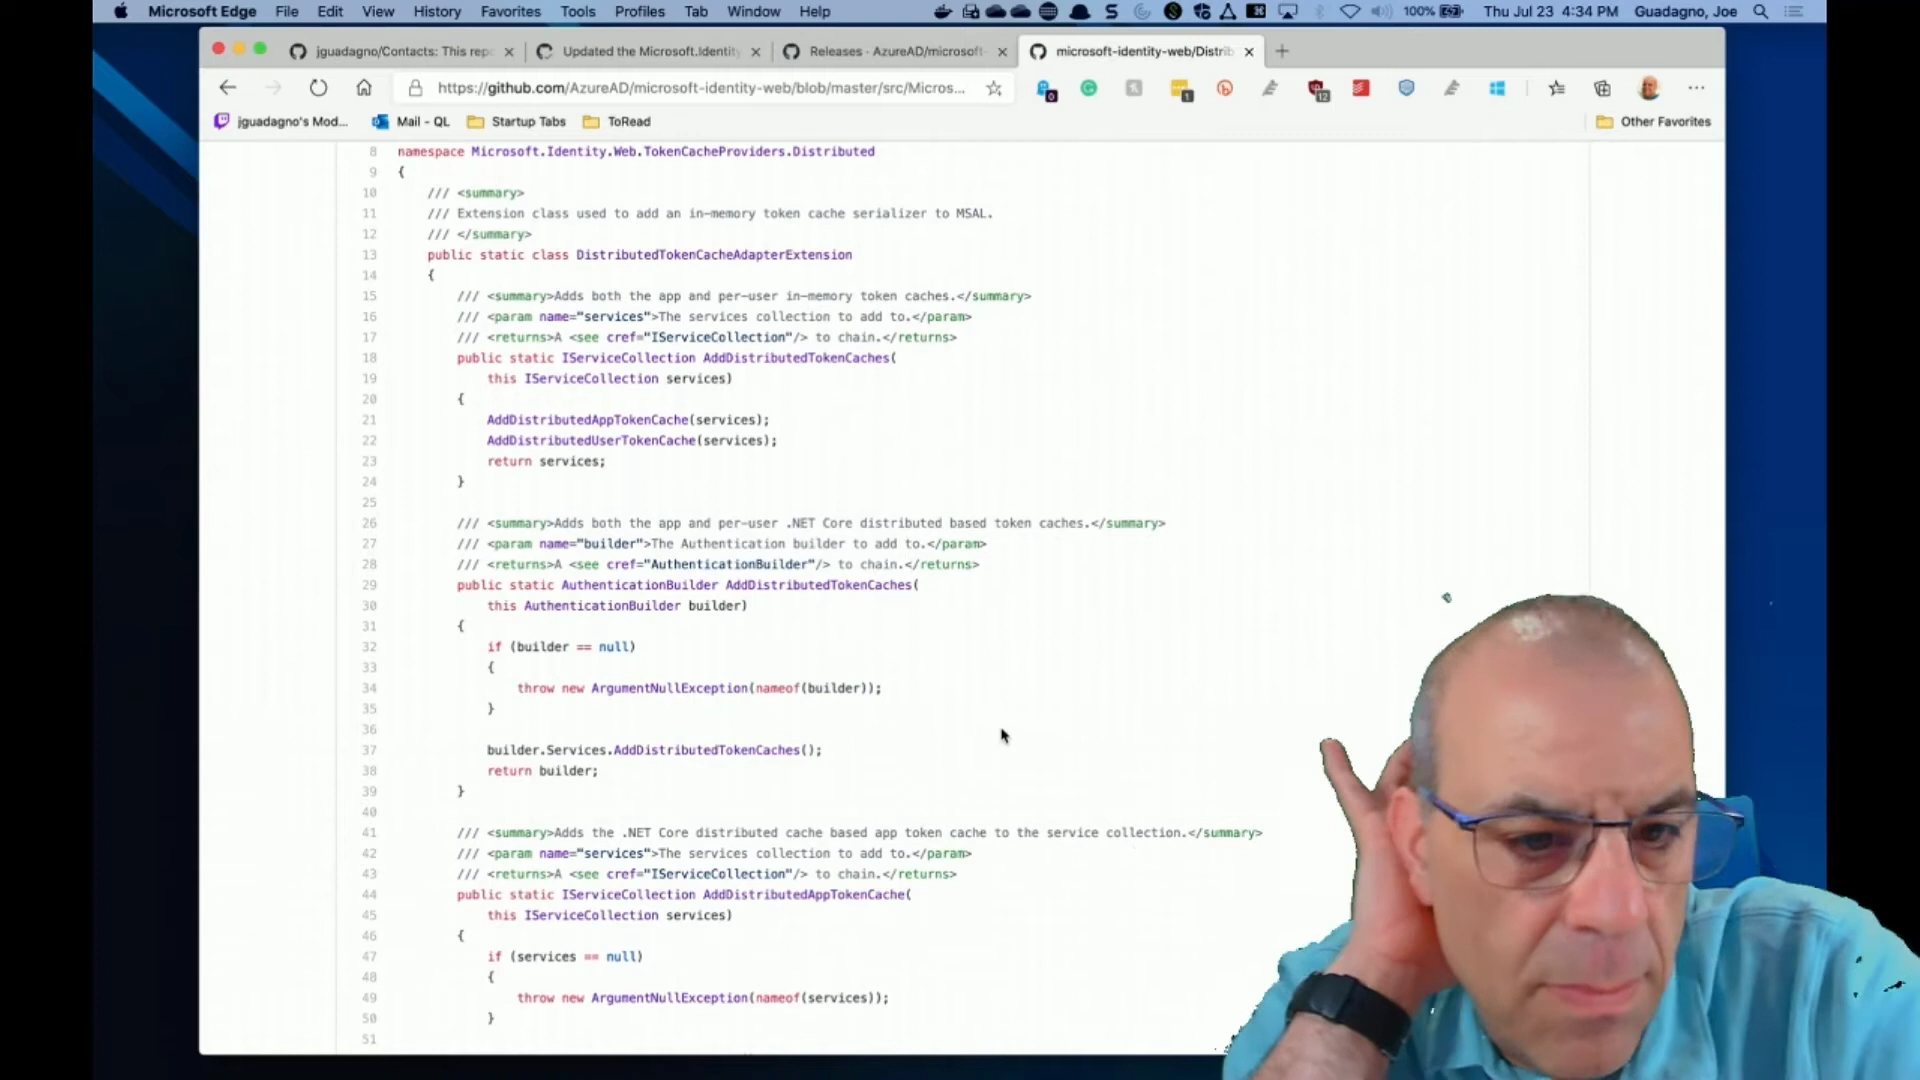 Microsoft Edge File Edit View History Favorites Tools Profiles Tab Window Help 100% Thu Jul 23 4:34 PM Guadagno, Joe
jguadagno/Contacts: This repo Updated the Microsoft.Identity Releases · AzureAD/microsoft- microsoft-identity-web/Distrib
https://github.com/AzureAD/microsoft-identity-web/blob/master/src/Micros...
0 1 12
jguadagno's Mod... Mail - QL Startup Tabs ToRead Other Favorites
8 namespace Microsoft.Identity.Web.TokenCacheProviders.Distributed
9 {
10 /// <summary>
11 /// Extension class used to add an in-memory token cache serializer to MSAL.
12 /// </summary>
13 public static class DistributedTokenCacheAdapterExtension
14 {
15 /// <summary>Adds both the app and per-user in-memory token caches.</summary>
16 /// <param name="services">The services collection to add to.</param>
17 /// <returns>A <see cref="IServiceCollection"/> to chain.</returns>
18 public static IServiceCollection AddDistributedTokenCaches(
19 this IServiceCollection services)
20 {
21 AddDistributedAppTokenCache(services);
22 AddDistributedUserTokenCache(services);
23 return services;
24 }
25
26 /// <summary>Adds both the app and per-user .NET Core distributed based token caches.</summary>
27 /// <param name="builder">The Authentication builder to add to.</param>
28 /// <returns>A <see cref="AuthenticationBuilder"/> to chain.</returns>
29 public static AuthenticationBuilder AddDistributedTokenCaches(
30 this AuthenticationBuilder builder)
31 {
32 if (builder == null)
33 {
34 throw new ArgumentNullException(nameof(builder));
35 }
36
37 builder.Services.AddDistributedTokenCaches();
38 return builder;
39 }
40
41 /// <summary>Adds the .NET Core distributed cache based app token cache to the service collection.</summary>
42 /// <param name="services">The services collection to add to.</param>
43 /// <returns>A <see cref="IServiceCollection"/> to chain.</returns>
44 public static IServiceCollection AddDistributedAppTokenCache(
45 this IServiceCollection services)
46 {
47 if (services == null)
48 {
49 throw new ArgumentNullException(nameof(services));
50 }
51